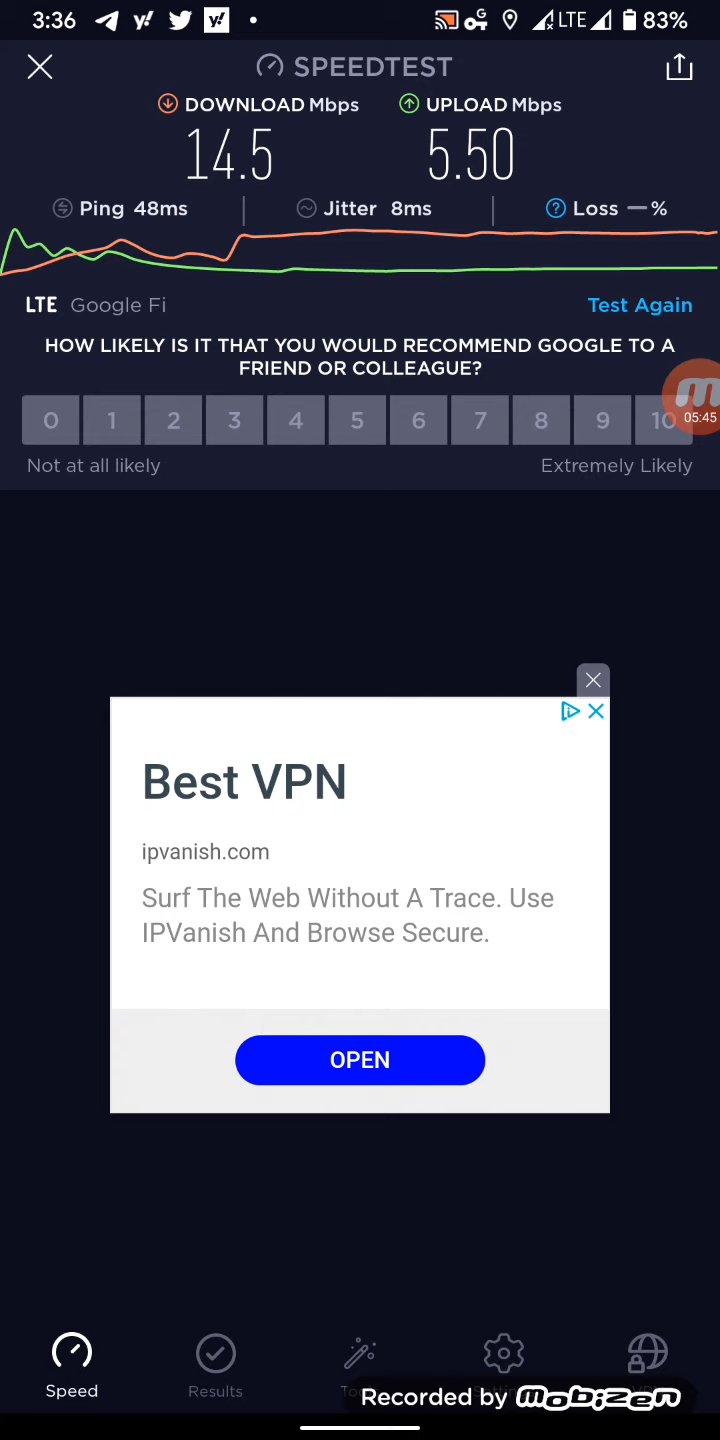 3:36 y! y! G LTE 83%
SPEEDTEST
DOWNLOAD Mbps UPLOAD Mbps
14.5 5.50
Ping 48ms Jitter 8ms ? Loss —%
LTE Google Fi Test Again
HOW LIKELY IS IT THAT YOU WOULD RECOMMEND GOOGLE TO A
FRIEND OR COLLEAGUE?
0 1 2 3 4 5 6 7 8 9 10
m
05:45
Not at all likely Extremely Likely
Best VPN
ipvanish.com
Surf The Web Without A Trace. Use
IPVanish And Browse Secure.
OPEN
Speed Results
Recorded by mobizen